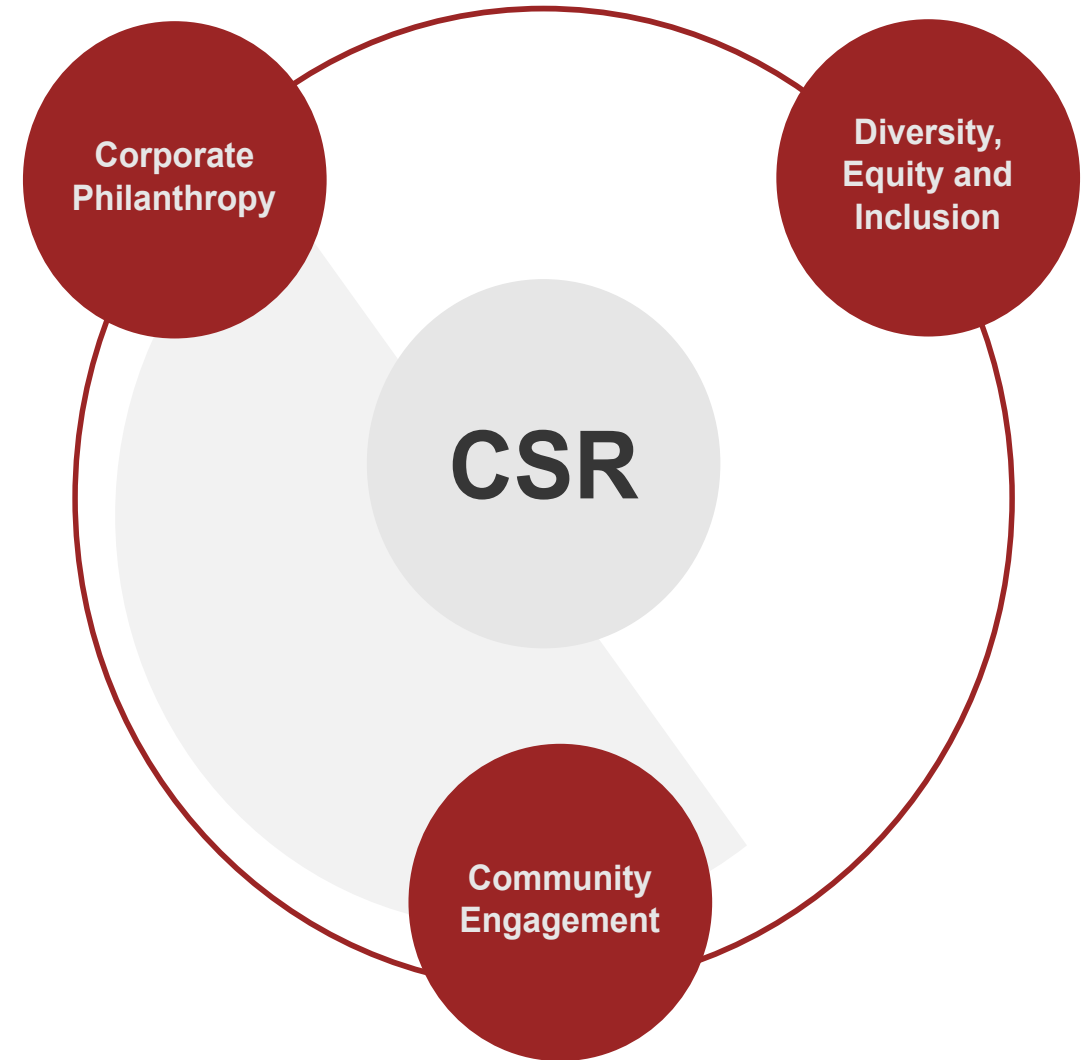 Corporate
Philanthropy
Diversity,
Equity and
Inclusion
CSR
Community
Engagement